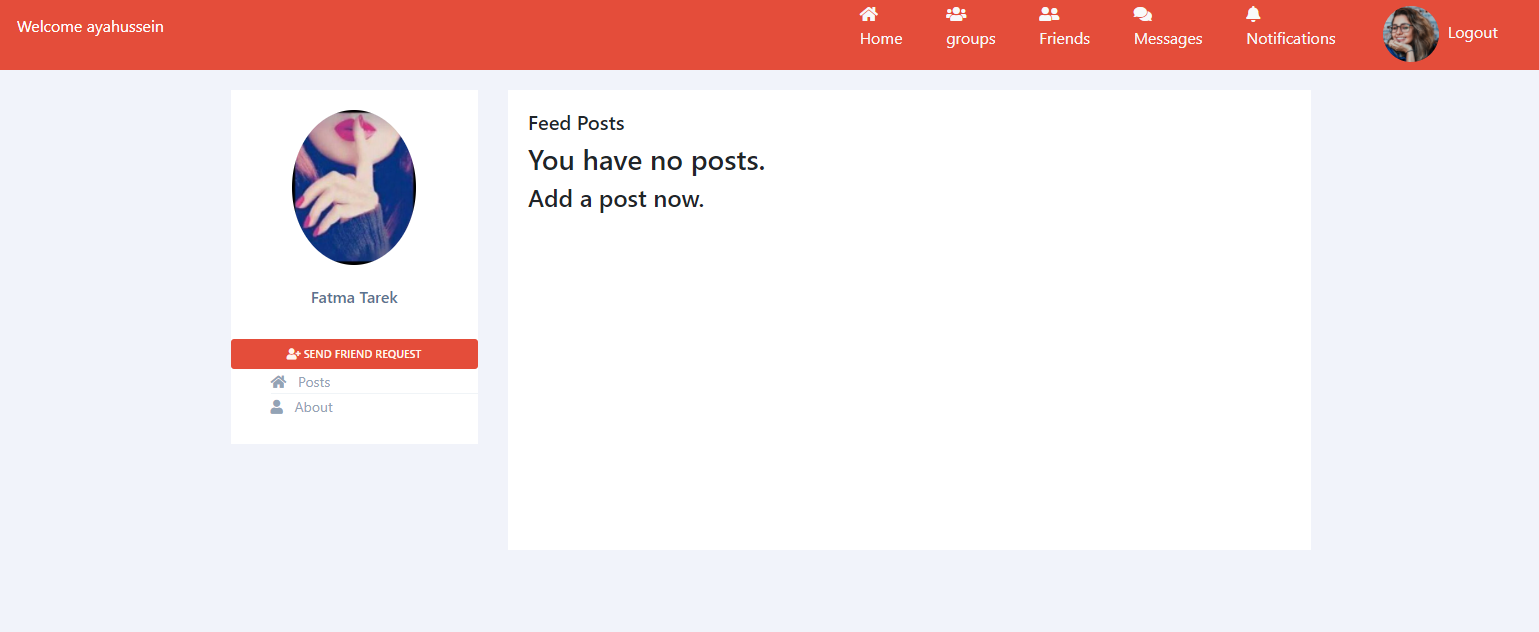 Welcome ayahussein
Home
groups
Friends
Messages
Notifications
Logout
Fatma Tarek
SEND FRIEND REQUEST
Posts
About
Feed Posts
You have no posts.
Add a post now.